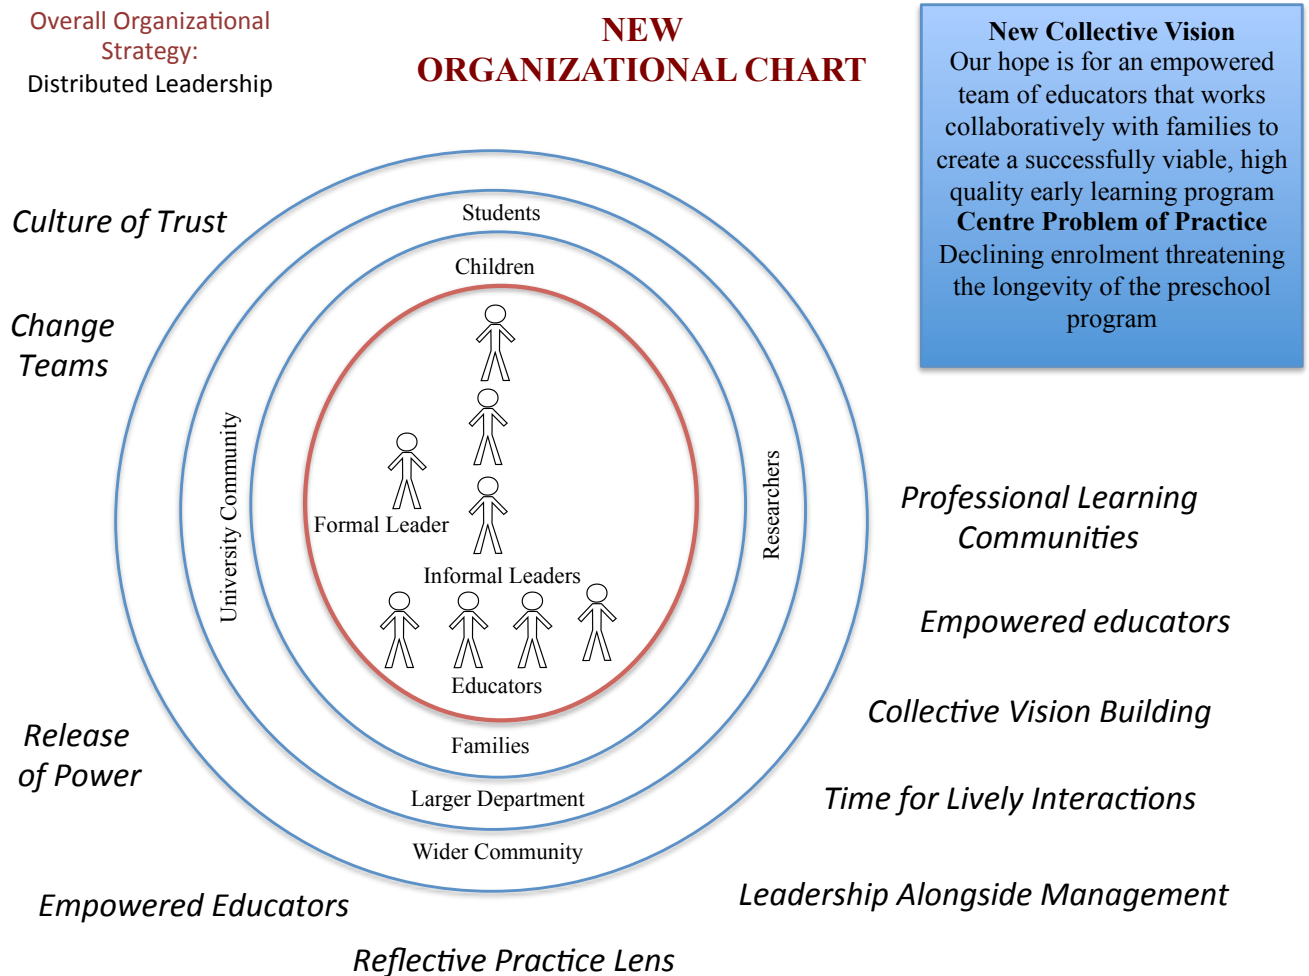 Overall Organizational
Strategy:
Distributed Leadership
NEW
ORGANIZATIONAL CHART
New Collective Vision
Our hope is for an empowered
team of educators that works
collaboratively with families to
create a successfully viable, high
quality early learning program
Centre Problem of Practice
Declining enrolment threatening
the longevity of the preschool
program
Culture of Trust
Change
Teams
Students
Children
University Community
Researchers
Formal Leader
Informal Leaders
Educators
Families
Larger Department
Wider Community
Professional Learning
Communities
Empowered educators
Collective Vision Building
Time for Lively Interactions
Leadership Alongside Management
Release
of Power
Empowered Educators
Reflective Practice Lens